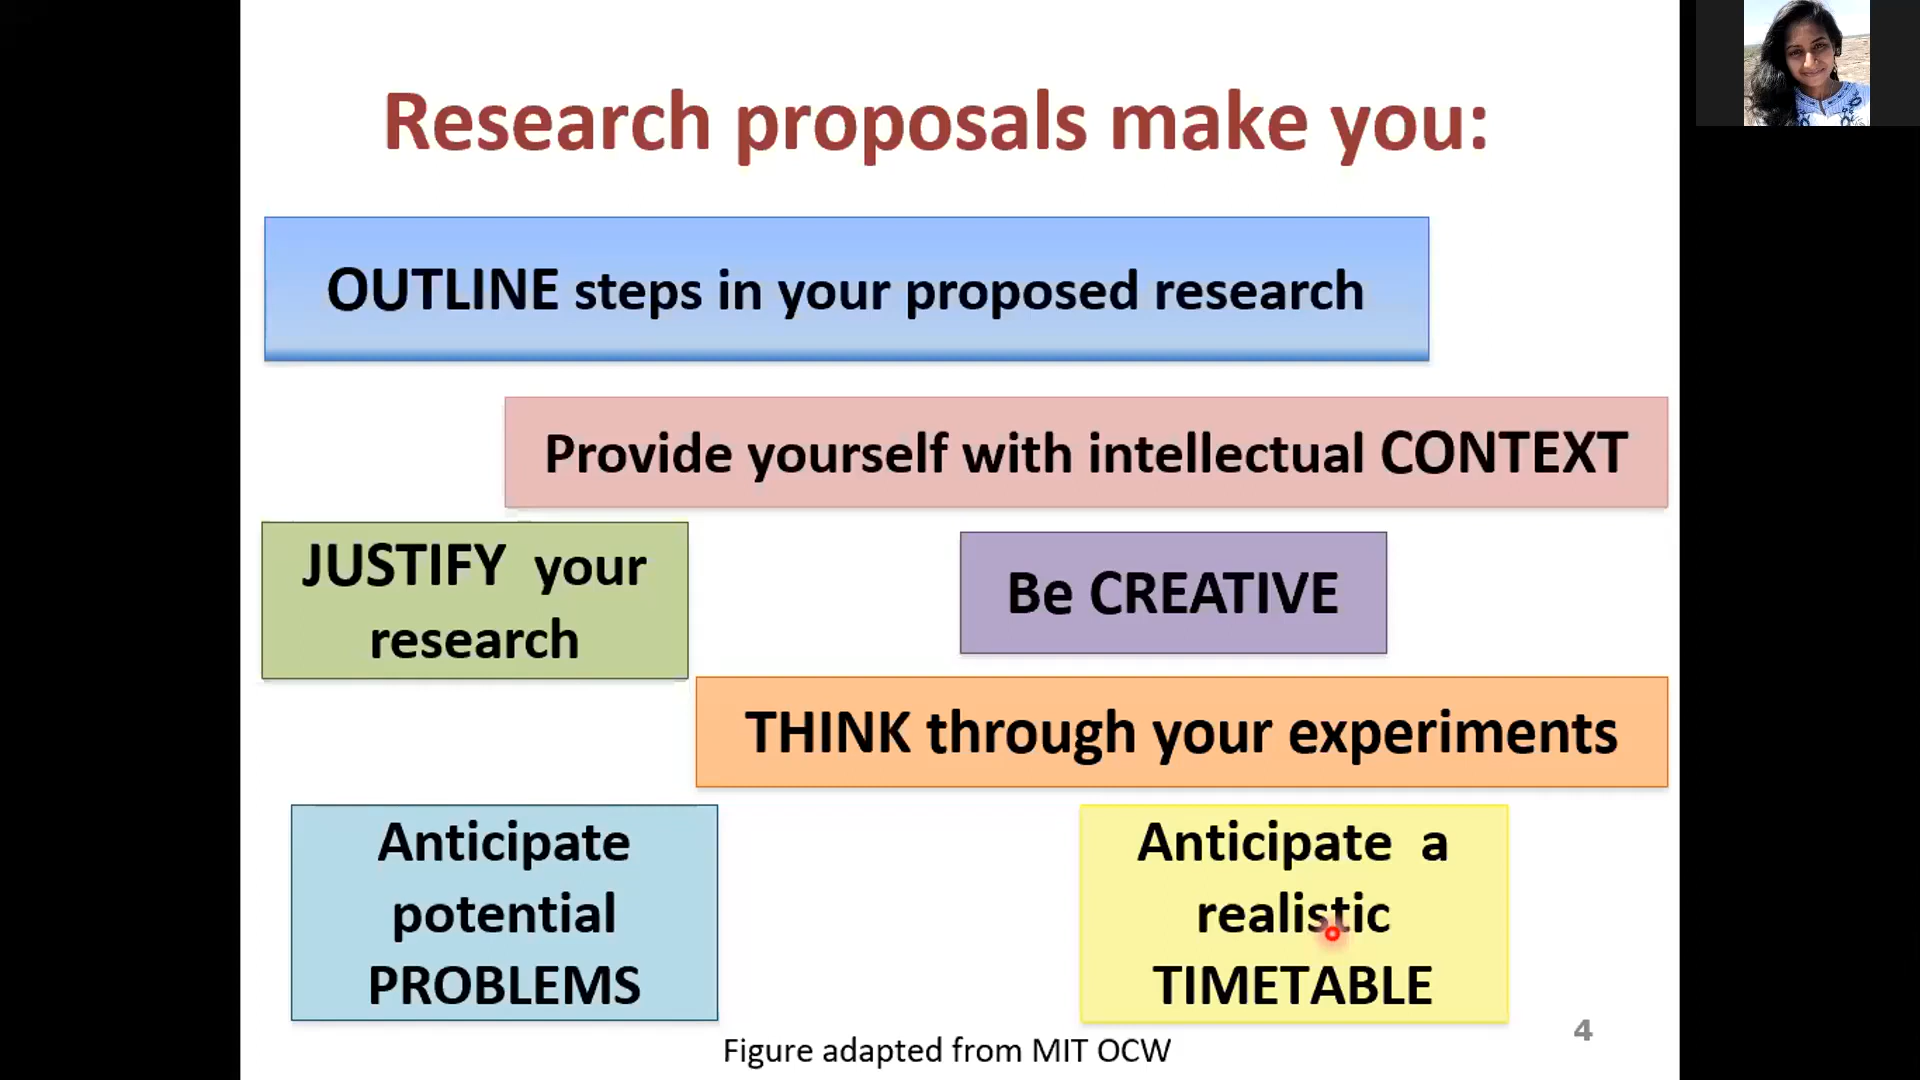 Research proposals make you:
OUTLINE steps in your proposed research
Provide yourself with intellectual CONTEXT
JUSTIFY your
research
Be CREATIVE
THINK through your experiments
Anticipate
potential
PROBLEMS
Anticipate a
realistic
TIMETABLE
Figure adapted from MIT OCW
4